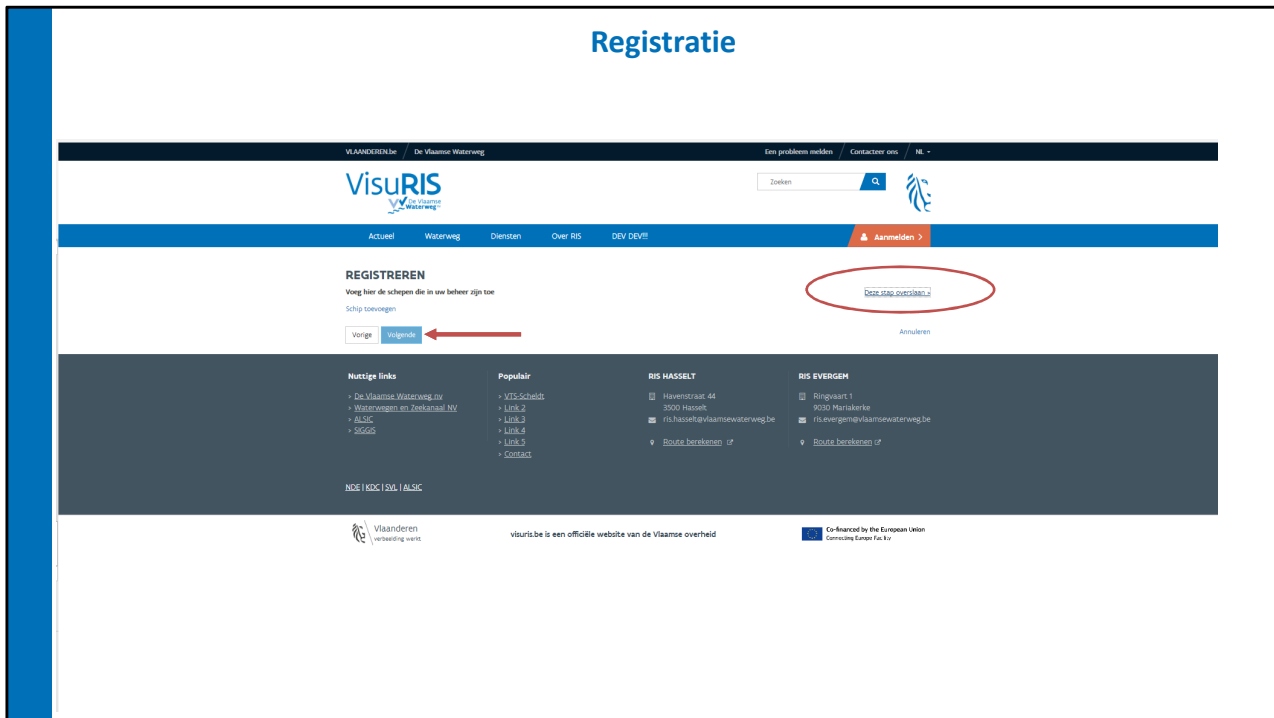 Registratie
VLAANDEREN.be / De Vlaamse Waterweg
Een probleem melden / Contacteer ons / NL
VisuRIS
De Vlaamse
Waterweg nv
Zoeken
Actueel Waterweg Diensten Over RIS DEV DEV!!!
Aanmelden >
REGISTREREN
Voeg hier de schepen die in uw beheer zijn toe
Deze stap overslaan »
Schip toevoegen
Vorige Volgende
Annuleren
Nuttige links
> De Vlaamse Waterweg nv
> Waterwegen en Zeekanaal NV
> ALSIC
> SIGGIS
Populair
> VTS-Scheldt
> Link 2
> Link 3
> Link 4
> Link 5
> Contact
RIS HASSELT
Havenstraat 44
3500 Hasselt
ris.hasselt@vlaamsewaterweg.be
Route berekenen
RIS EVERGEM
Ringvaart 1
9030 Mariakerke
ris.evergem@vlaamsewaterweg.be
Route berekenen
NDE | KDC | SVL | ALSIC
Vlaanderen
verbeelding werkt
visuris.be is een officiële website van de Vlaamse overheid
Co-financed by the European Union
Connecting Europe Facility